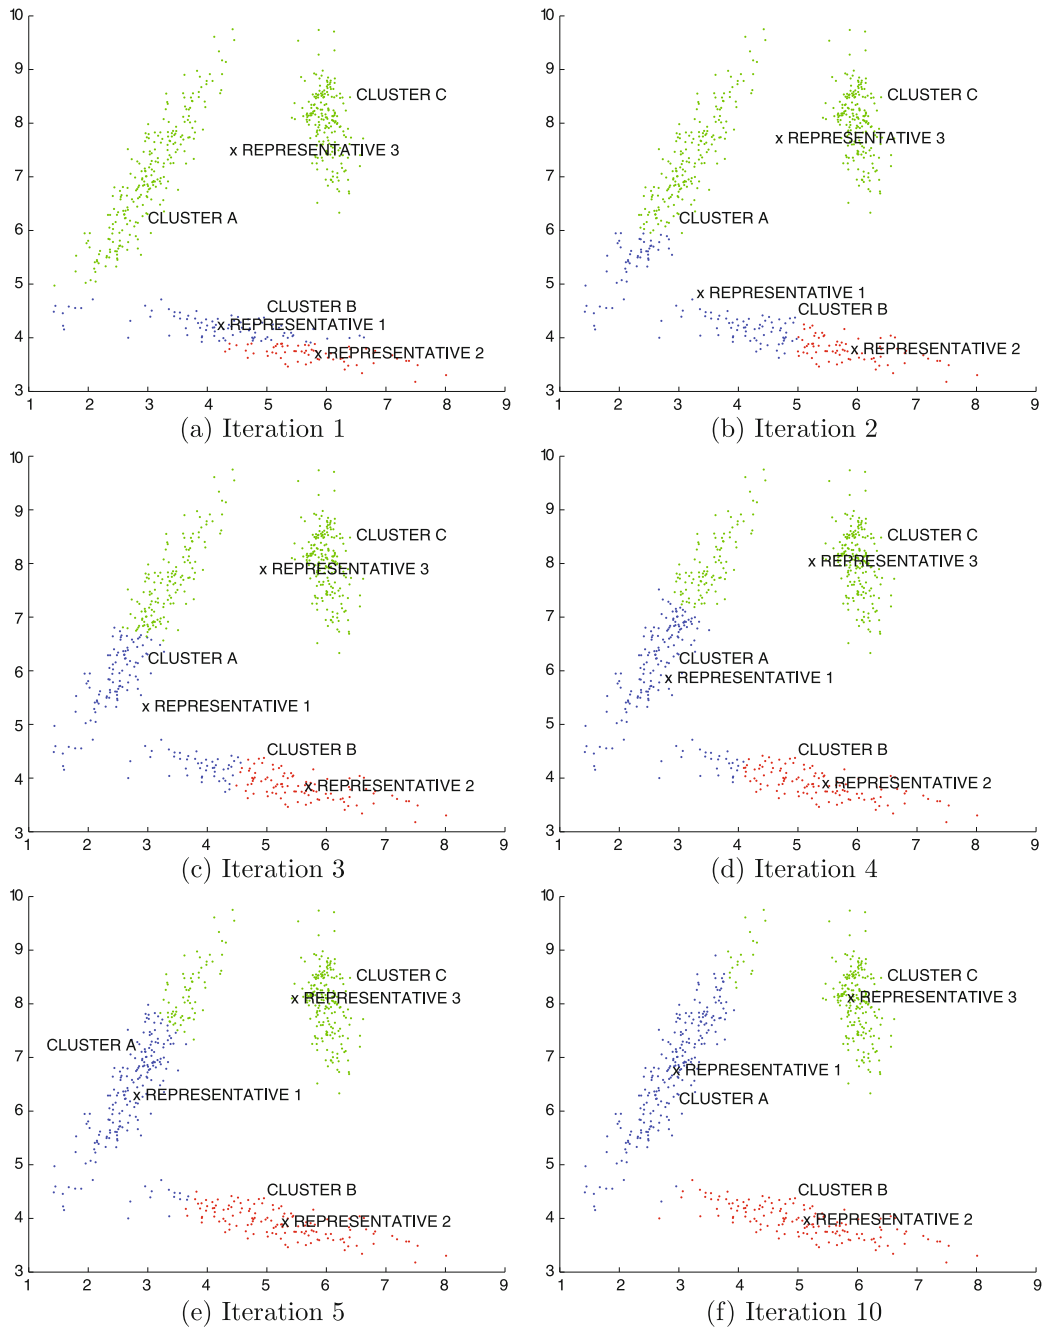 10
9
8
7
6
5
4
3
1 2 3 4 5 6 7 8 9
CLUSTER C
x REPRESENTATIVE 3
CLUSTER A
CLUSTER B
x REPRESENTATIVE 1
x REPRESENTATIVE 2
(a) Iteration 1
10
9
8
7
6
5
4
3
1 2 3 4 5 6 7 8 9
CLUSTER C
x REPRESENTATIVE 3
CLUSTER A
x REPRESENTATIVE 1
CLUSTER B
x REPRESENTATIVE 2
(b) Iteration 2
10
9
8
7
6
5
4
3
1 2 3 4 5 6 7 8 9
CLUSTER C
x REPRESENTATIVE 3
CLUSTER A
x REPRESENTATIVE 1
CLUSTER B
x REPRESENTATIVE 2
(c) Iteration 3
10
9
8
7
6
5
4
3
1 2 3 4 5 6 7 8 9
CLUSTER C
x REPRESENTATIVE 3
CLUSTER A
x REPRESENTATIVE 1
CLUSTER B
x REPRESENTATIVE 2
(d) Iteration 4
10
9
8
7
6
5
4
3
1 2 3 4 5 6 7 8 9
CLUSTER C
x REPRESENTATIVE 3
CLUSTER A
x REPRESENTATIVE 1
CLUSTER B
x REPRESENTATIVE 2
(e) Iteration 5
10
9
8
7
6
5
4
3
1 2 3 4 5 6 7 8 9
CLUSTER C
x REPRESENTATIVE 3
x REPRESENTATIVE 1
CLUSTER A
CLUSTER B
x REPRESENTATIVE 2
(f) Iteration 10